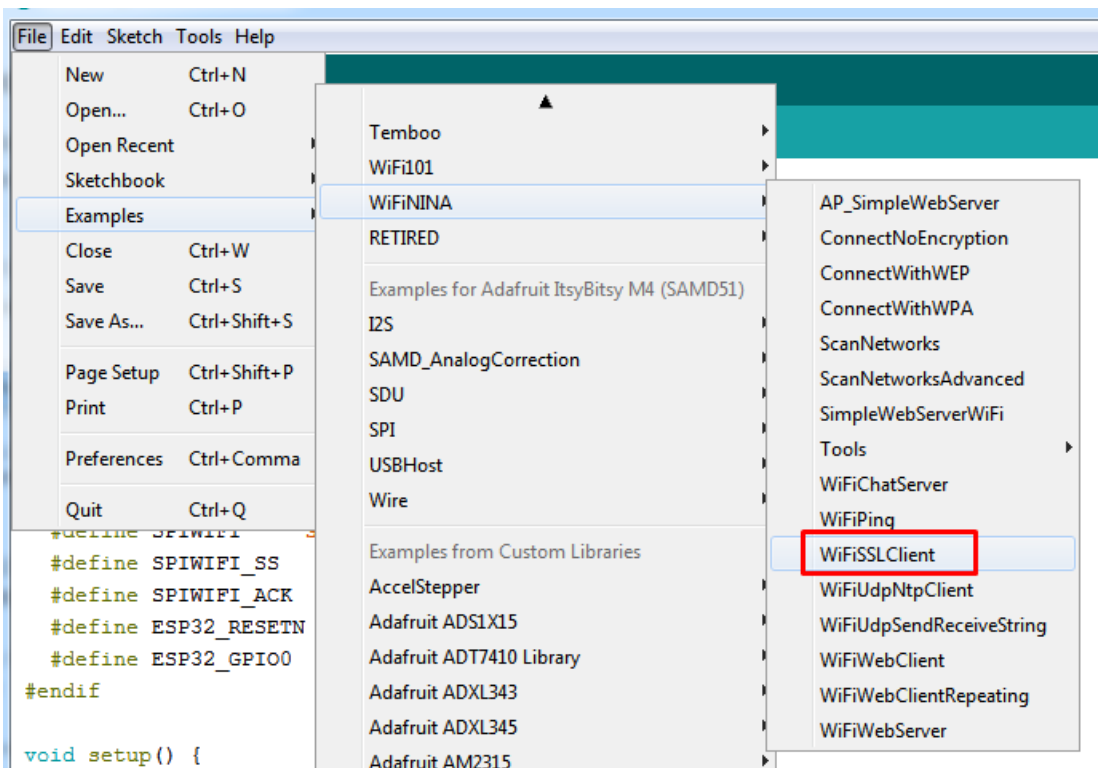 File Edit Sketch Tools Help
New Ctrl+N
Open... Ctrl+O
Open Recent
Sketchbook
Examples
Close Ctrl+W
Save Ctrl+S
Save As... Ctrl+Shift+S
Page Setup Ctrl+Shift+P
Print Ctrl+P
Preferences Ctrl+Comma
Quit Ctrl+Q
Temboo
WiFi101
WiFiNINA
RETIRED
Examples for Adafruit ItsyBitsy M4 (SAMD51)
I2S
SAMD_AnalogCorrection
SDU
SPI
USBHost
Wire
Examples from Custom Libraries
AccelStepper
Adafruit ADS1X15
Adafruit ADT7410 Library
Adafruit ADXL343
Adafruit ADXL345
Adafruit AM2315
AP_SimpleWebServer
ConnectNoEncryption
ConnectWithWEP
ConnectWithWPA
ScanNetworks
ScanNetworksAdvanced
SimpleWebServerWiFi
Tools
WiFiChatServer
WiFiPing
WiFiSSLClient
WiFiUdpNtpClient
WiFiUdpSendReceiveString
WiFiWebClient
WiFiWebClientRepeating
WiFiWebServer
#define SPIWIFI
#define SPIWIFI_SS
#define SPIWIFI_ACK
#define ESP32_RESETN
#define ESP32_GPIO0
#endif
void setup() {